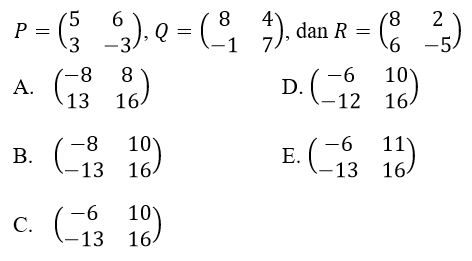 P = (5 6
3 −3), Q = (8 4
−1 7), dan R = (8 2
6 −5)
A. (−8 8
13 16)
D. (−6 10
−12 16)
B. (−8 10
−13 16)
E. (−6 11
−13 16)
C. (−6 10
−13 16)